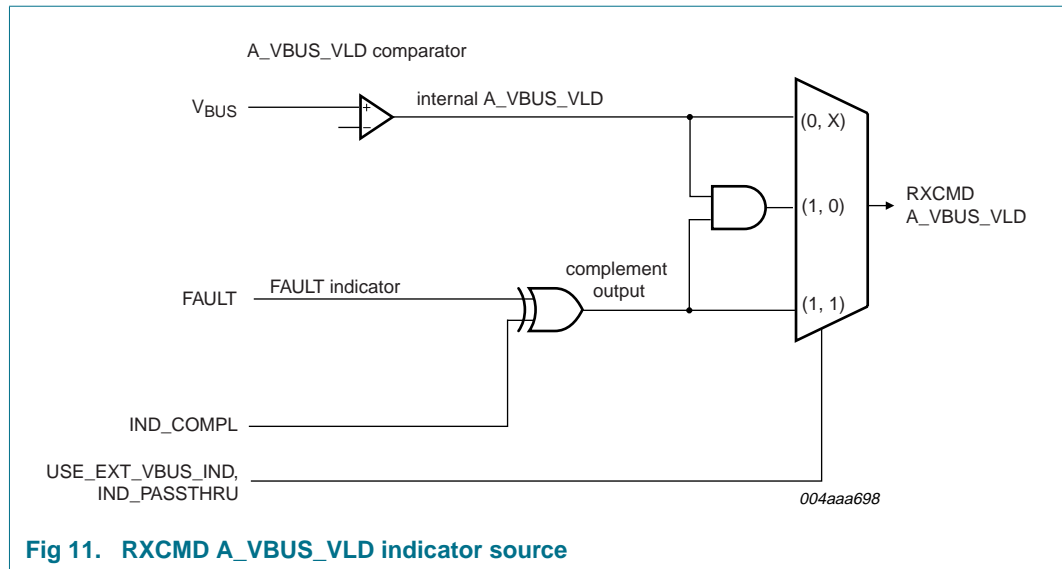 A_VBUS_VLD comparator
VBUS
+
−
internal A_VBUS_VLD
(0, X)
(1, 0)
RXCMD
A_VBUS_VLD
complement
output
FAULT
FAULT indicator
(1, 1)
IND_COMPL
USE_EXT_VBUS_IND,
IND_PASSTHRU
004aaa698
Fig 11. RXCMD A_VBUS_VLD indicator source